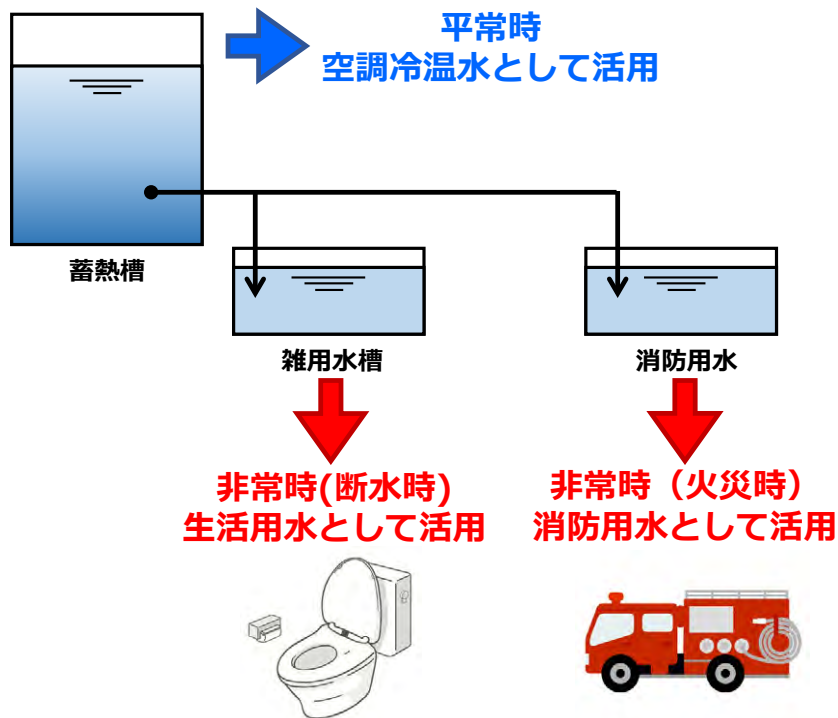 平常時
空調冷温水として活用
蓄熱槽
雑用水槽
消防用水
非常時(断水時)
生活用水として活用
非常時（火災時）
消防用水として活用